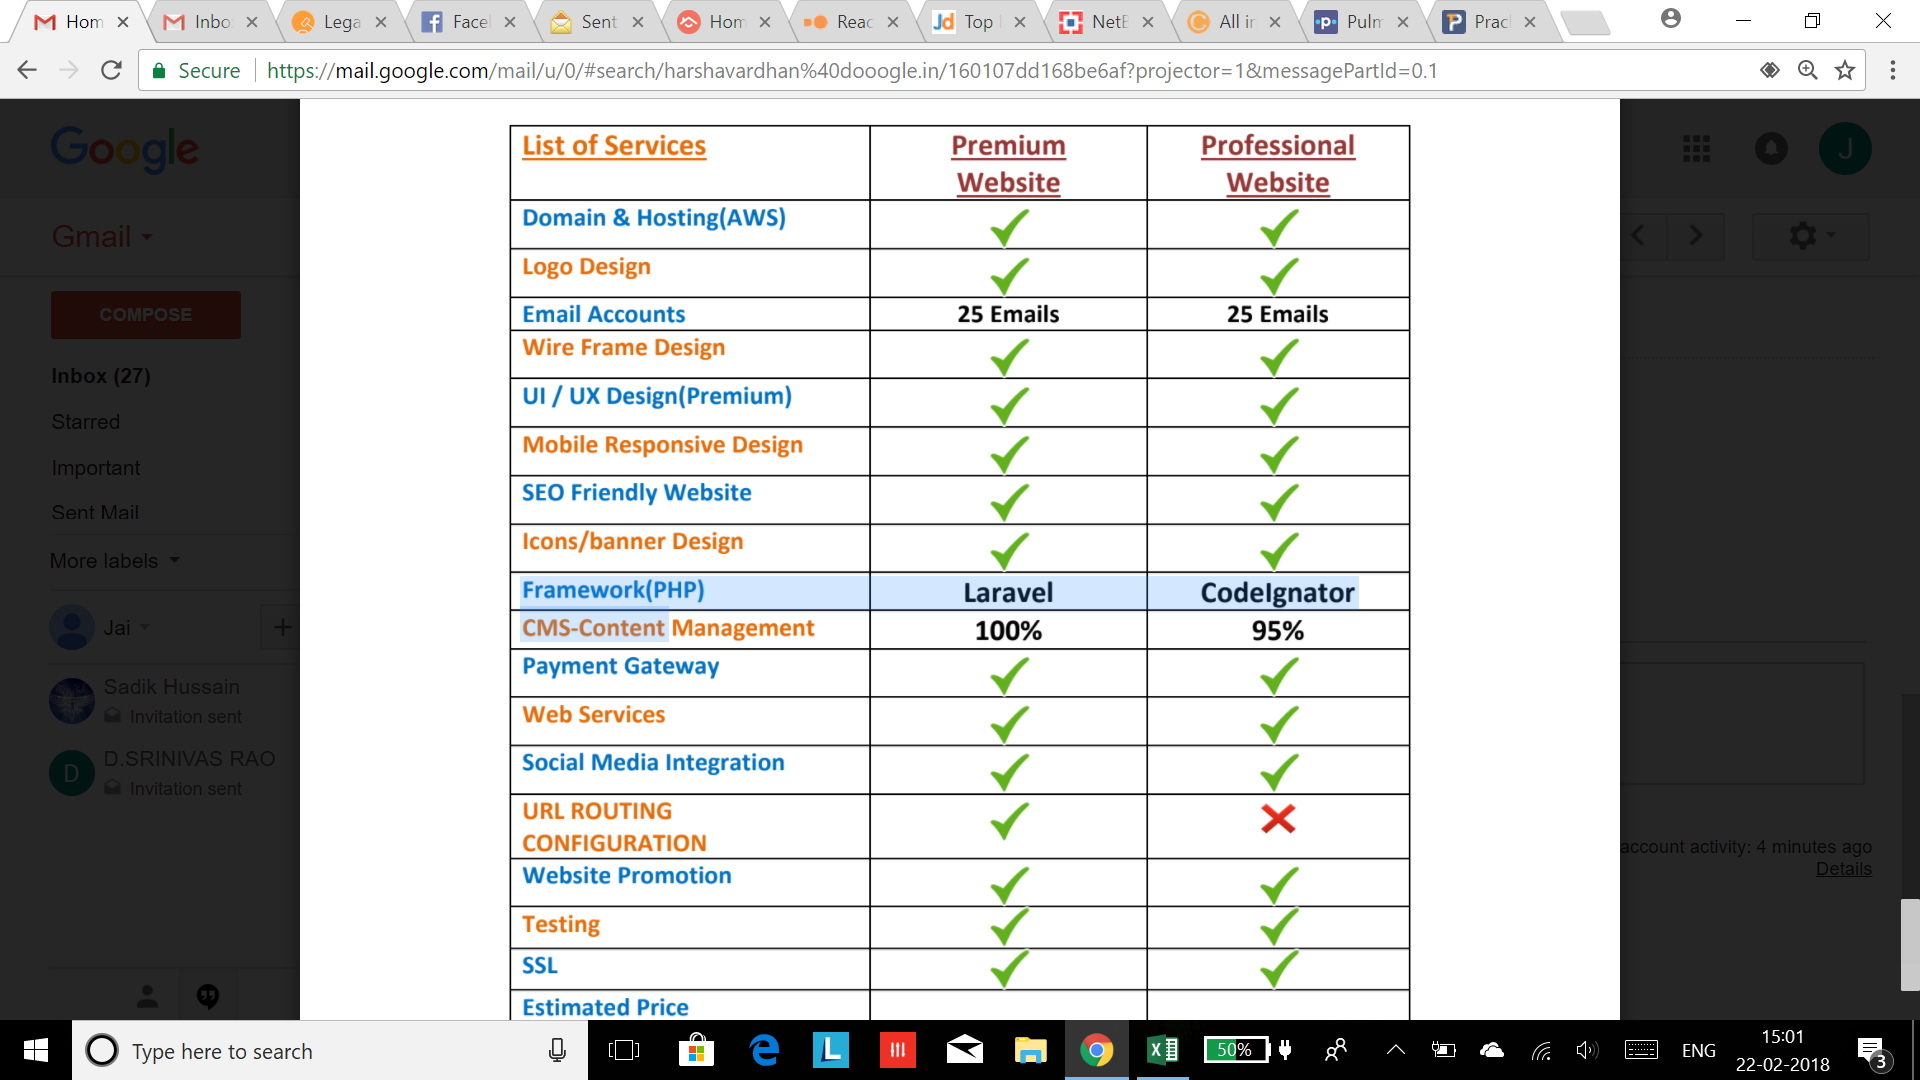 Hom
Inbo
Lega
Face
Sent
Hom
Reac
Top
NetB
All in
Pulm
Prac
Secure https://mail.google.com/mail/u/0/#search/harshavardhan%40dooogle.in/160107dd168be6af?projector=1&messagePartId=0.1
Google
J
Gmail
COMPOSE
Inbox (27)
Starred
Important
Sent Mail
More labels
Jai
Sadik Hussain
Invitation sent
D
D.SRINIVAS RAO
Invitation sent
List of Services Premium Website Professional Website
Domain & Hosting(AWS)
Logo Design
Email Accounts 25 Emails 25 Emails
Wire Frame Design
UI / UX Design(Premium)
Mobile Responsive Design
SEO Friendly Website
Icons/banner Design
Framework(PHP) Laravel CodeIgnator
CMS-Content Management 100% 95%
Payment Gateway
Web Services
Social Media Integration
URL ROUTING
CONFIGURATION
Website Promotion
Testing
SSL
Estimated Price
account activity: 4 minutes ago
Details
Type here to search
50%
ENG
15:01
22-02-2018
3